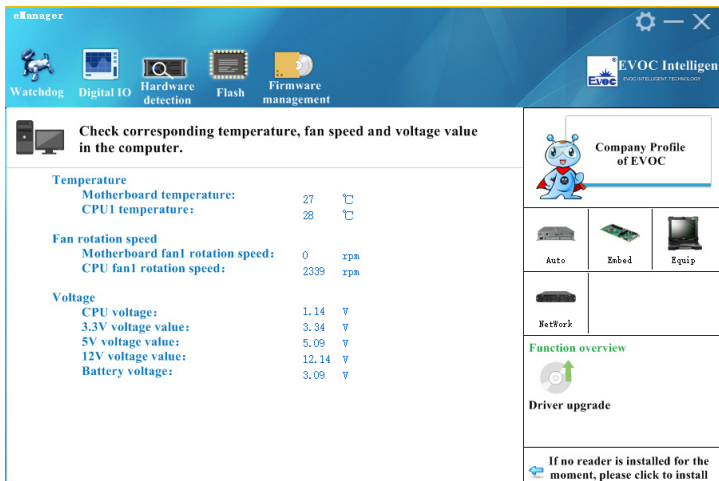 eManager
Watchdog
Digital IO
Hardware
detection
Flash
Firmware
management
EVOC Intelligen
EVOC INTELLIGENT TECHNOLOGY
Evoc
Check corresponding temperature, fan speed and voltage value
in the computer.
Temperature
Motherboard temperature: 27 ℃
CPU1 temperature: 28 ℃
Fan rotation speed
Motherboard fan1 rotation speed: 0 rpm
CPU fan1 rotation speed: 2339 rpm
Voltage
CPU voltage: 1.14 V
3.3V voltage value: 3.34 V
5V voltage value: 5.09 V
12V voltage value: 12.14 V
Battery voltage: 3.09 V
Company Profile
of EVOC
Auto
Embed
Equip
NetWork
Function overview
Driver upgrade
If no reader is installed for the
moment, please click to install